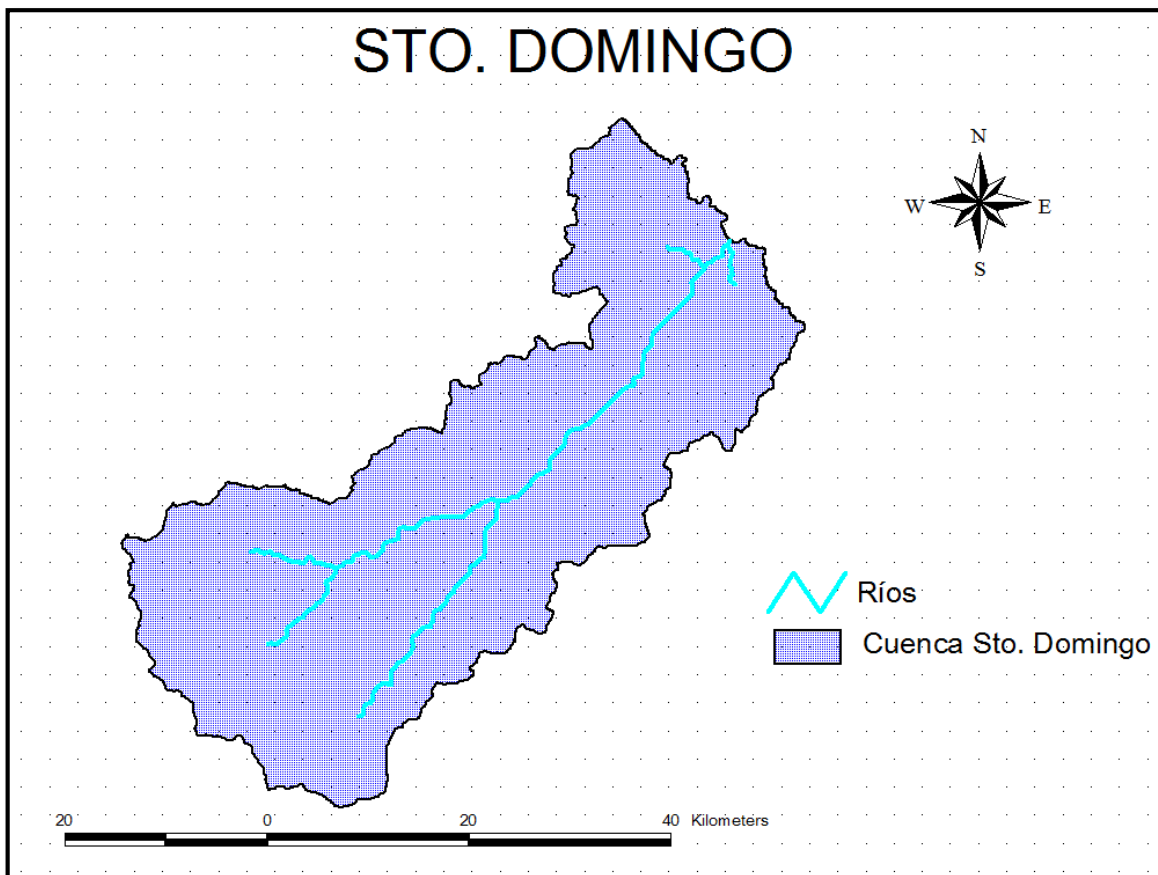 STO. DOMINGO
N
W E
S
Ríos
Cuenca Sto. Domingo
20 0 20 40 Kilometers